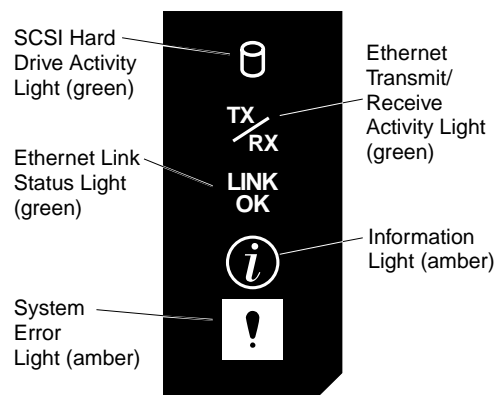 SCSI Hard
Drive Activity
Light (green)
Ethernet
Transmit/
Receive
Activity Light
(green)
TX
RX
Ethernet Link
Status Light
(green)
LINK
OK
Information
Light (amber)
i
System
Error
Light (amber)
!